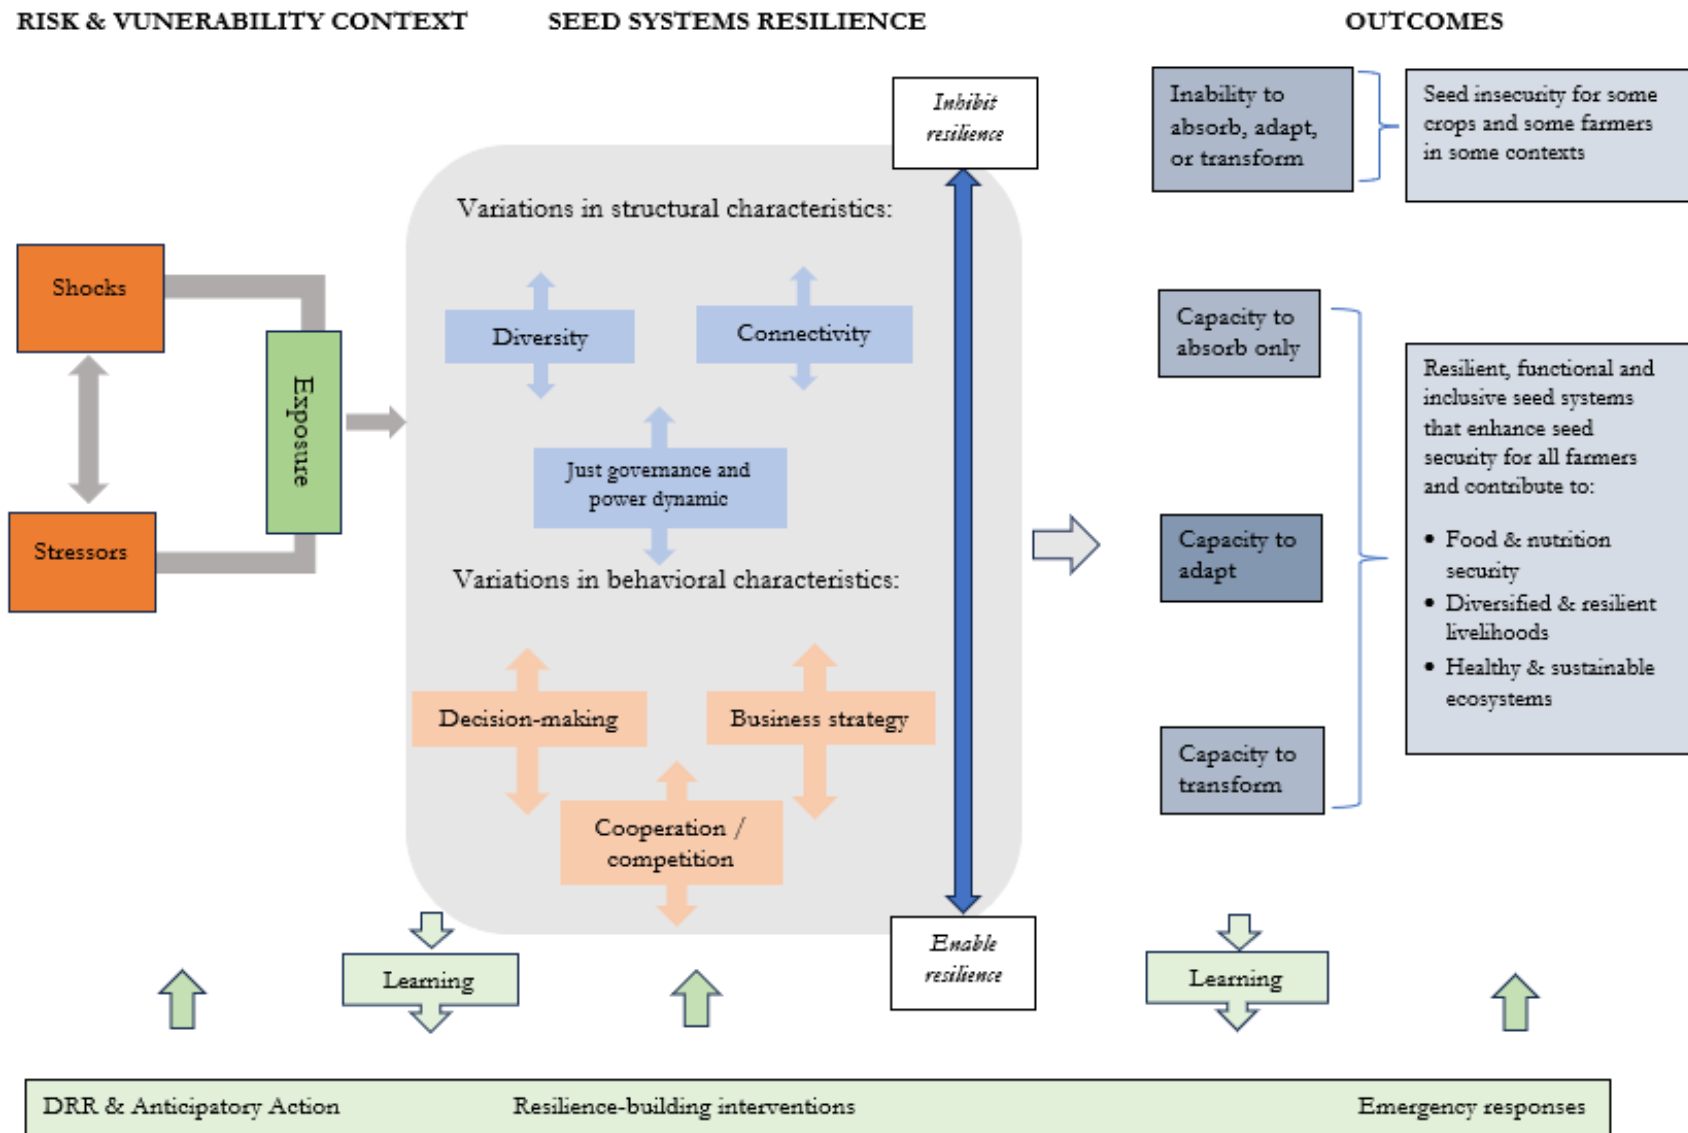 RISK & VUNERABILITY CONTEXT
SEED SYSTEMS RESILIENCE
OUTCOMES
Shocks
Stressors
Exposure
Inhibit
resilience
Variations in structural characteristics:
Diversity
Connectivity
Just governance and
power dynamic
Variations in behavioral characteristics:
Decision-making
Business strategy
Cooperation /
competition
Enable
resilience
Inability to
absorb, adapt,
or transform
Seed insecurity for some
crops and some farmers
in some contexts
Capacity to
absorb only
Capacity to
adapt
Capacity to
transform
Resilient, functional and
inclusive seed systems
that enhance seed
security for all farmers
and contribute to:
• Food & nutrition
security
• Diversified & resilient
livelihoods
• Healthy & sustainable
ecosystems
Learning
Learning
DRR & Anticipatory Action
Resilience-building interventions
Emergency responses